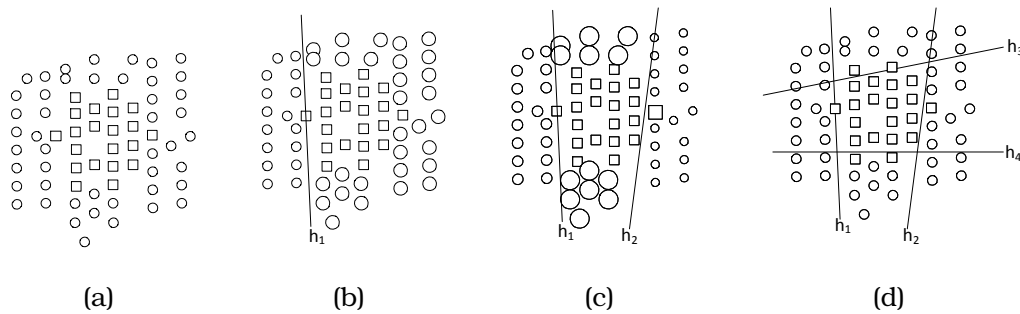 h₃
h₄
h₁
h₁ h₂
h₁ h₂
(a) (b) (c) (d)